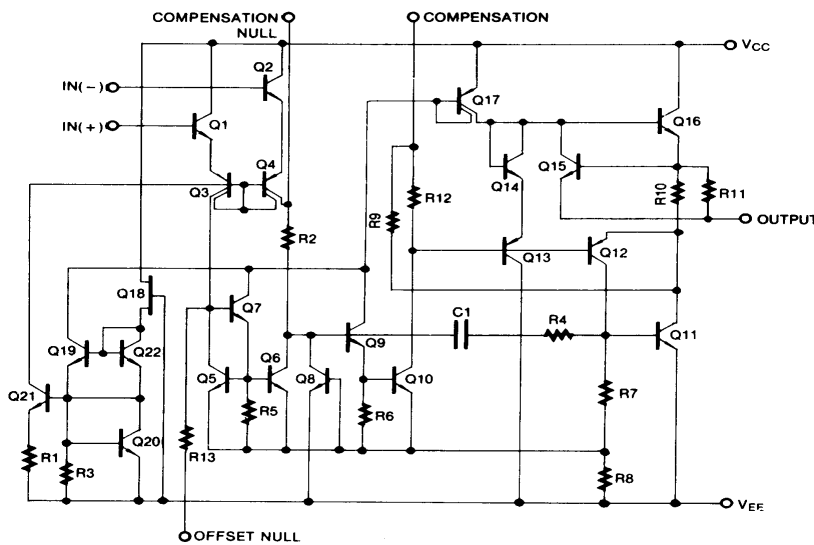 COMPENSATION
NULL
COMPENSATION
VCC
Q2
IN(−)
Q17
IN(+)
Q1
Q16
Q4
Q15
Q3
Q14
R12
R10
R11
R9
OUTPUT
R2
Q13
Q12
Q18
Q7
C1
R4
Q9
Q11
Q19
Q22
Q6
Q5
Q8
Q10
Q21
R7
R5
R6
Q20
R13
R1
R3
R8
VEE
OFFSET NULL